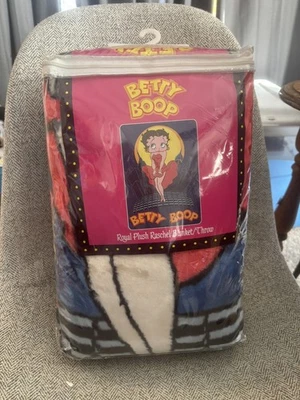 BETTY
BOOP
BETTY BOOP
Royal Plush Raschel Blanket/Throw